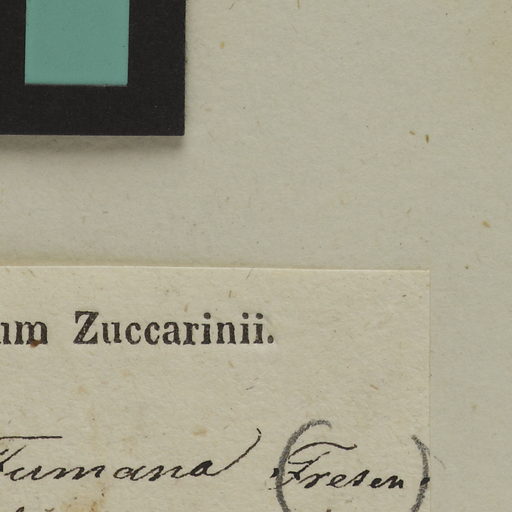 um Zuccarinii.
Fumana (Fresen.)